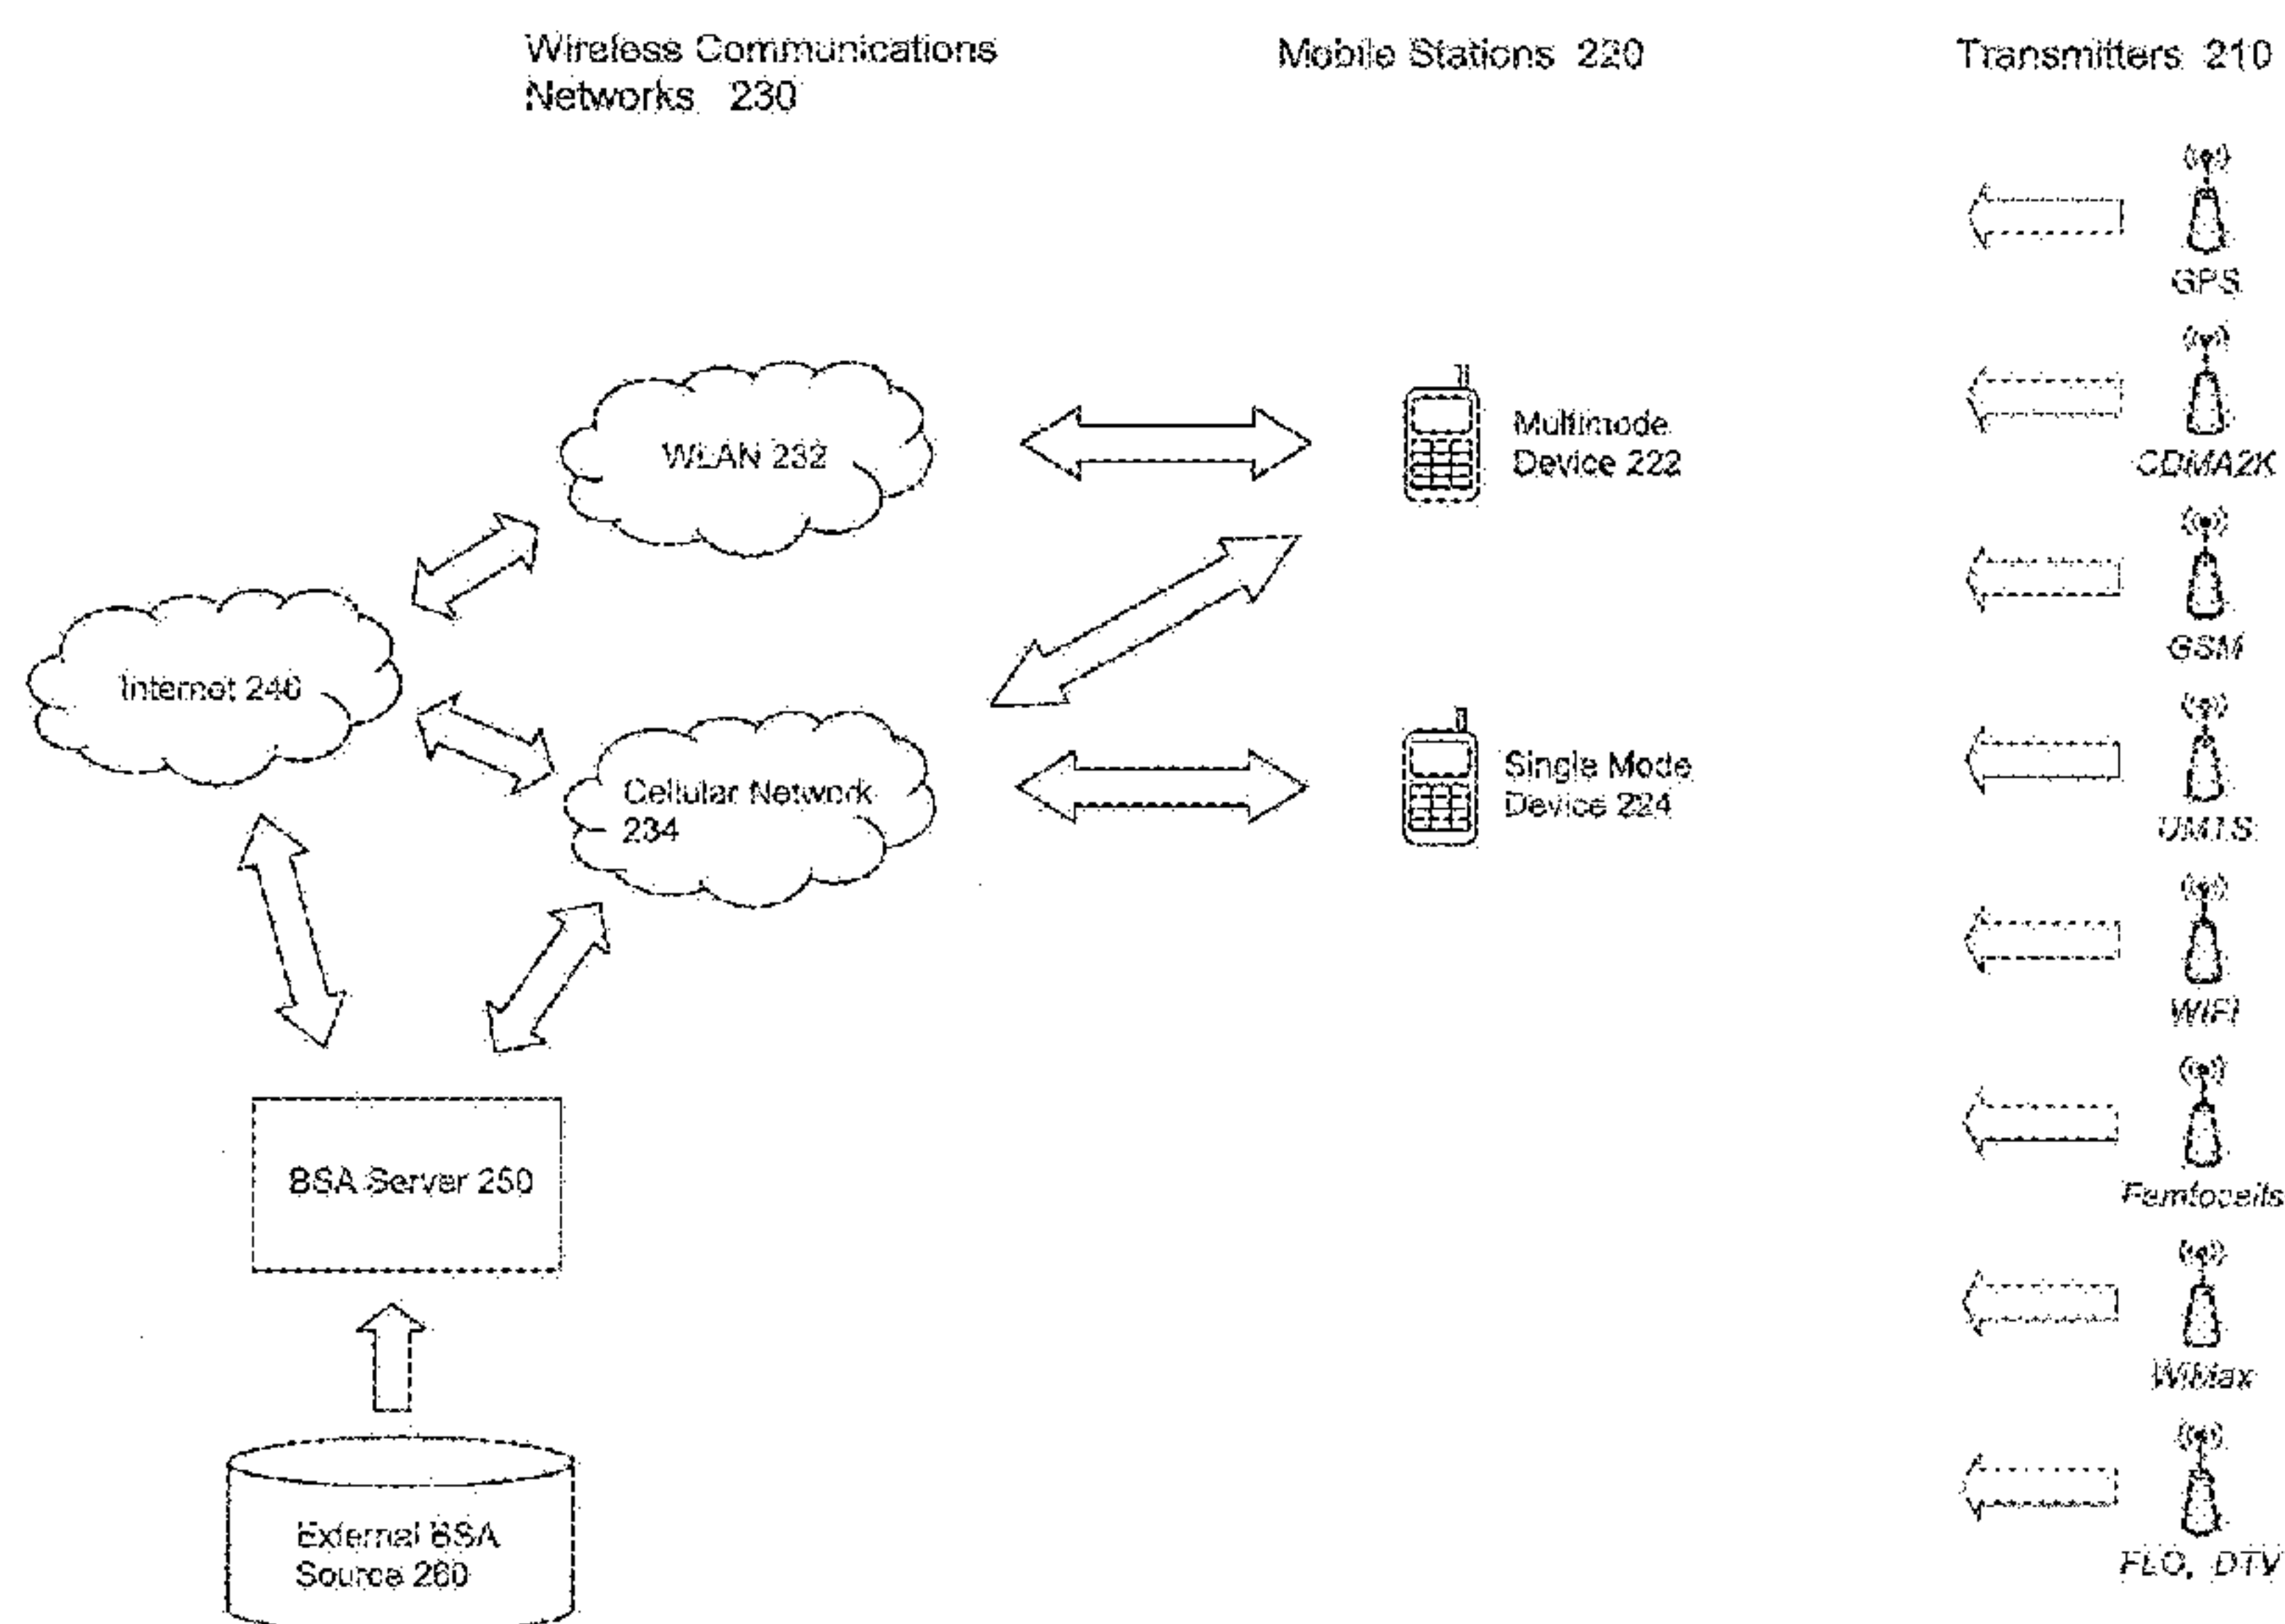 Wireless Communications
Networks 230
Mobile Stations 220
Transmitters 210
GPS
CDMA2K
GSM
UMTS
WIFI
Femtocells
WiMax
FLO, DTV
WLAN 232
Multimode
Device 222
Internet 240
Cellular Network
234
Single Mode
Device 224
BSA Server 250
External BSA
Source 260